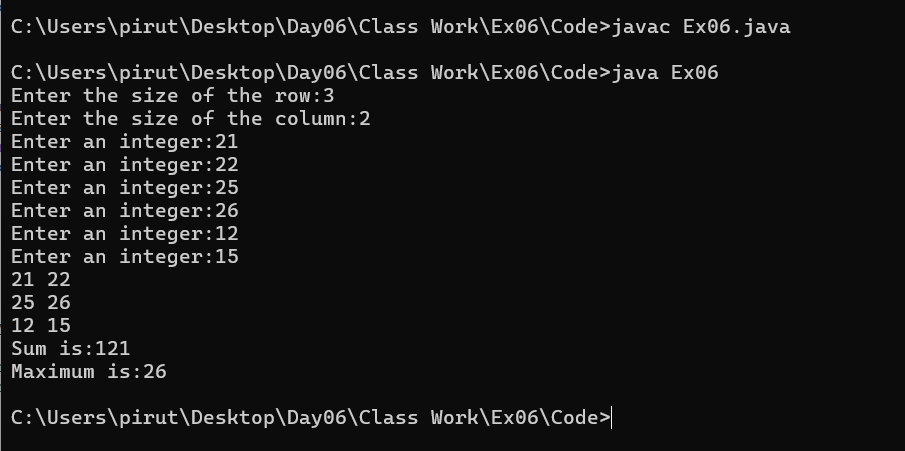 C:\Users\pirut\Desktop\Day06\Class Work\Ex06\Code>javac Ex06.java
C:\Users\pirut\Desktop\Day06\Class Work\Ex06\Code>java Ex06
Enter the size of the row:3
Enter the size of the column:2
Enter an integer:21
Enter an integer:22
Enter an integer:25
Enter an integer:26
Enter an integer:12
Enter an integer:15
21 22
25 26
12 15
Sum is:121
Maximum is:26
C:\Users\pirut\Desktop\Day06\Class Work\Ex06\Code>